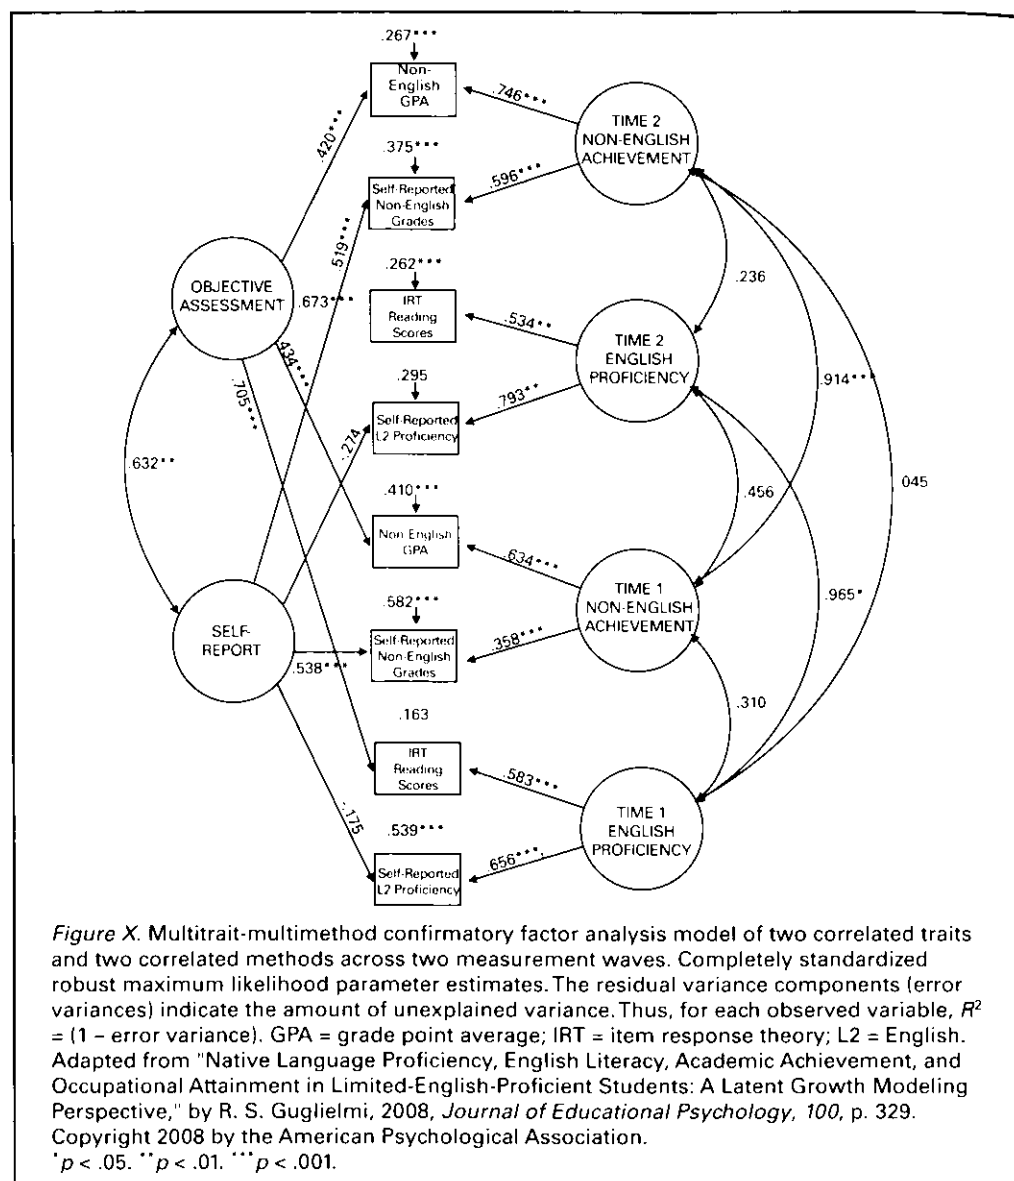 .267***
Non-
English
GPA
.746***
TIME 2
NON-ENGLISH
ACHIEVEMENT
.420***
.375***
Self-Reported
Non-English
Grades
.596***
.519***
OBJECTIVE
ASSESSMENT
.673***
.262***
IRT
Reading
Scores
.534**
.236
TIME 2
ENGLISH
PROFICIENCY
.434***
.705***
.295
Self-Reported
L2 Proficiency
.793**
.914***
.274
.632**
.410***
Non-English
GPA
.456
045
.634***
TIME 1
NON-ENGLISH
ACHIEVEMENT
.965*
SELF-
REPORT
.582***
Self-Reported
Non-English
Grades
.358***
.538***
.310
.163
IRT
Reading
Scores
.583***
TIME 1
ENGLISH
PROFICIENCY
-.175
.539***
Self-Reported
L2 Proficiency
.656***
Figure X. Multitrait-multimethod confirmatory factor analysis model of two correlated traits
and two correlated methods across two measurement waves. Completely standardized
robust maximum likelihood parameter estimates. The residual variance components (error
variances) indicate the amount of unexplained variance. Thus, for each observed variable, R²
= (1 – error variance). GPA = grade point average; IRT = item response theory; L2 = English.
Adapted from "Native Language Proficiency, English Literacy, Academic Achievement, and
Occupational Attainment in Limited-English-Proficient Students: A Latent Growth Modeling
Perspective," by R. S. Guglielmi, 2008, Journal of Educational Psychology, 100, p. 329.
Copyright 2008 by the American Psychological Association.
*p < .05. **p < .01. ***p < .001.